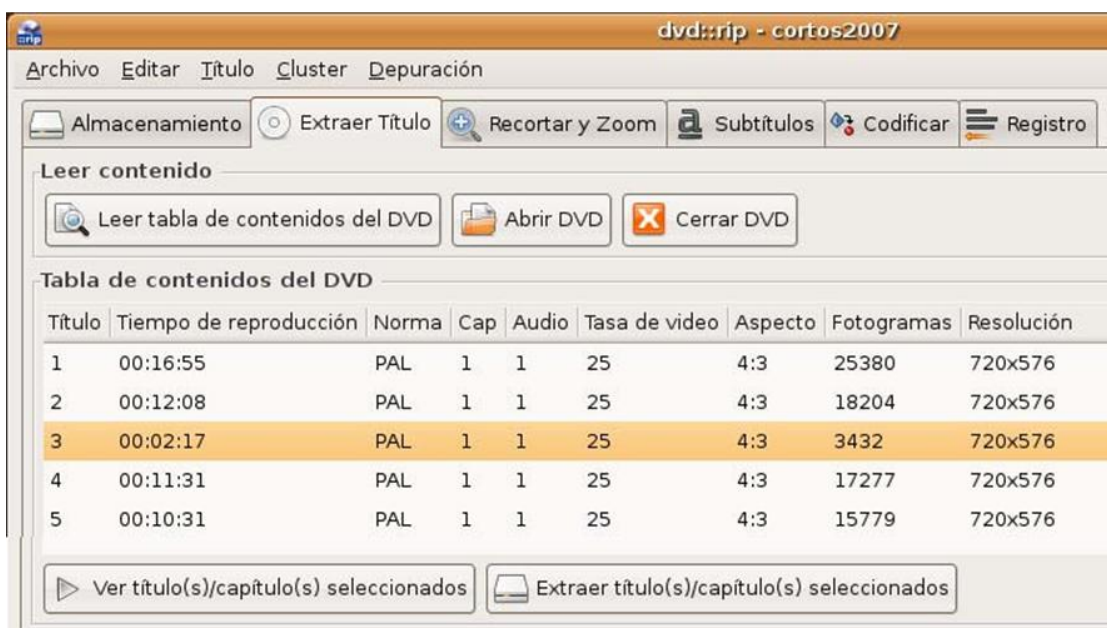 dvd::rip - cortos2007
Archivo Editar Título Cluster Depuración
Almacenamiento Extraer Título Recortar y Zoom Subtítulos Codificar Registro
Leer contenido
Leer tabla de contenidos del DVD Abrir DVD Cerrar DVD
Tabla de contenidos del DVD
Título Tiempo de reproducción Norma Cap Audio Tasa de video Aspecto Fotogramas Resolución
1 00:16:55 PAL 1 1 25 4:3 25380 720x576
2 00:12:08 PAL 1 1 25 4:3 18204 720x576
3 00:02:17 PAL 1 1 25 4:3 3432 720x576
4 00:11:31 PAL 1 1 25 4:3 17277 720x576
5 00:10:31 PAL 1 1 25 4:3 15779 720x576
Ver título(s)/capítulo(s) seleccionados Extraer título(s)/capítulo(s) seleccionados